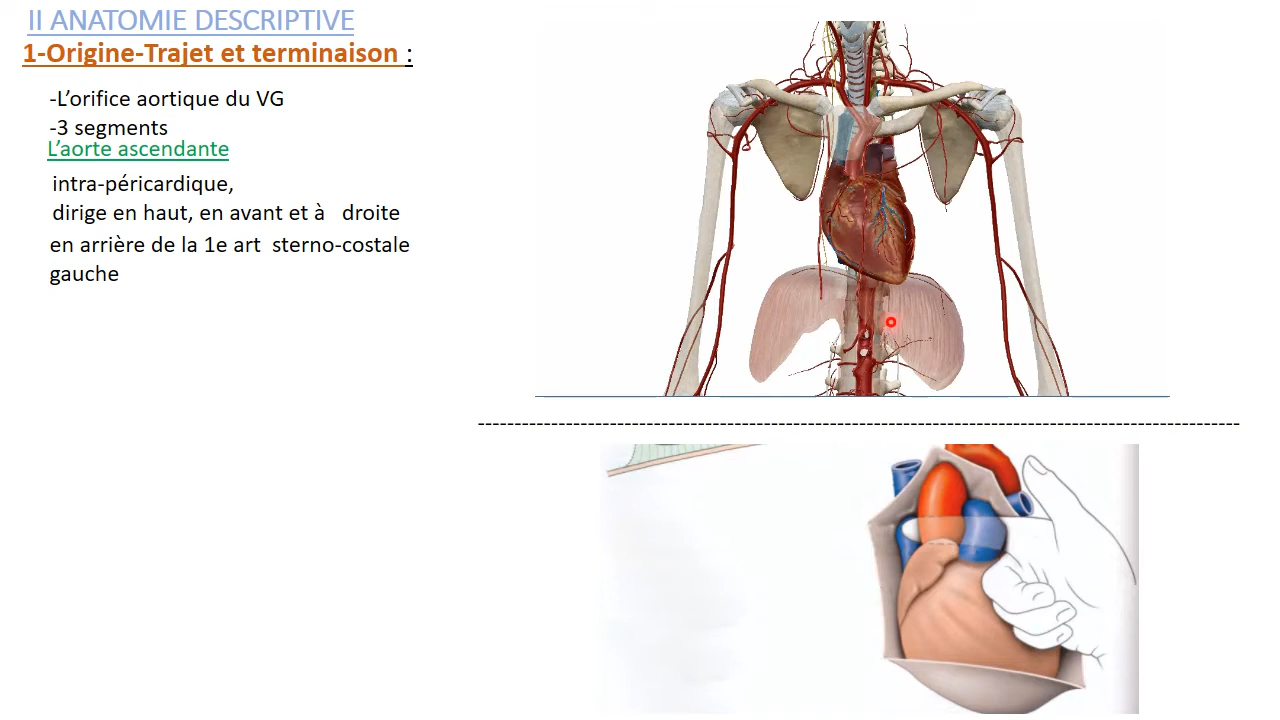 II ANATOMIE DESCRIPTIVE
1-Origine-Trajet et terminaison :
-L'orifice aortique du VG
-3 segments
L'aorte ascendante
intra-péricardique,
dirige en haut, en avant et à droite
en arrière de la 1e art sterno-costale
gauche